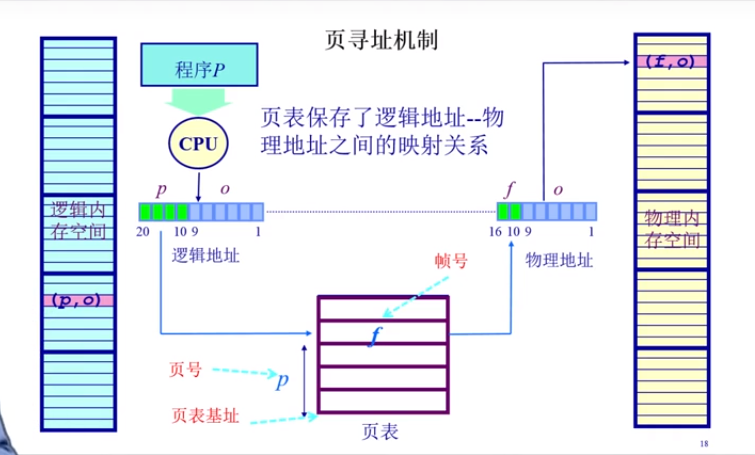 页寻址机制
程序P
CPU
页表保存了逻辑地址--物
理地址之间的映射关系
(f,o)
p
o
f
o
逻辑内
存空间
20
10 9
1
16
10 9
1
物理内
存空间
逻辑地址
帧号
物理地址
(p,o)
f
页号
p
页表基址
页表
18